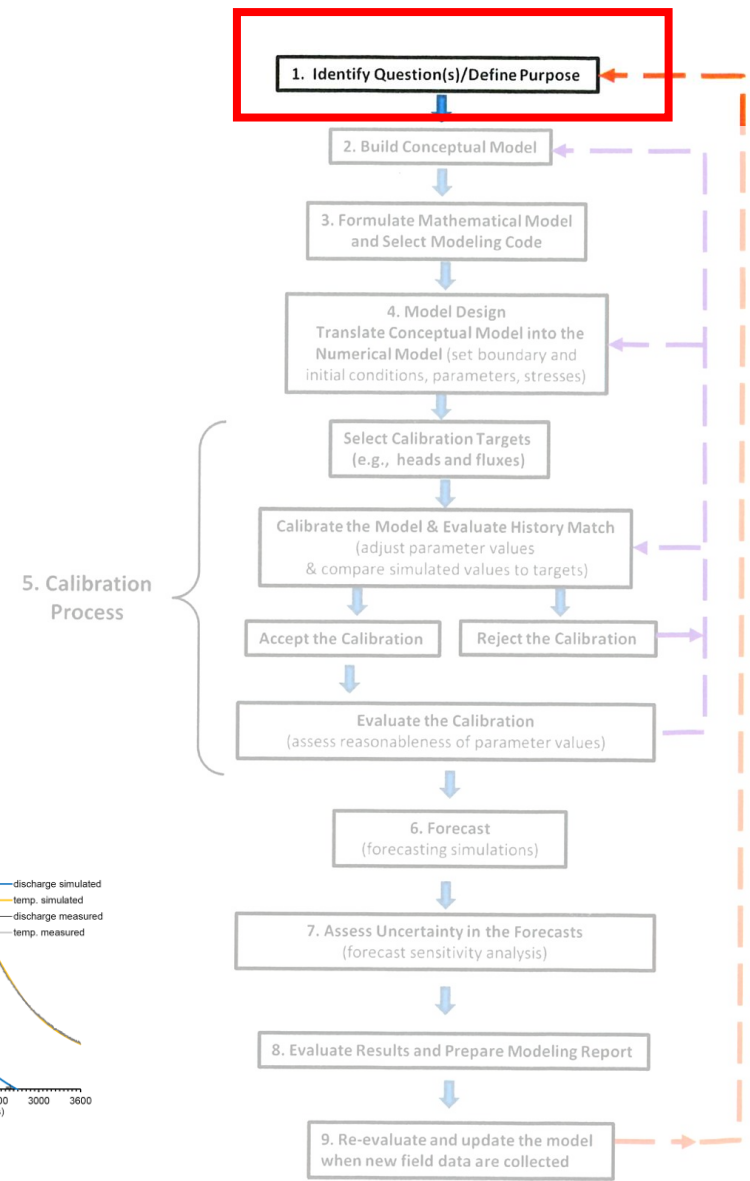 1. Identify Question(s)/Define Purpose
2. Build Conceptual Model
3. Formulate Mathematical Model
and Select Modeling Code
4. Model Design
Translate Conceptual Model into the
Numerical Model (set boundary and
initial conditions, parameters, stresses)
Select Calibration Targets
(e.g., heads and fluxes)
Calibrate the Model & Evaluate History Match
(adjust parameter values
& compare simulated values to targets)
5. Calibration
Process
Accept the Calibration
Reject the Calibration
Evaluate the Calibration
(assess reasonableness of parameter values)
6. Forecast
(forecasting simulations)
discharge simulated
temp. simulated
discharge measured
temp. measured
7. Assess Uncertainty in the Forecasts
(forecast sensitivity analysis)
8. Evaluate Results and Prepare Modeling Report
3000 3600
9. Re-evaluate and update the model
when new field data are collected